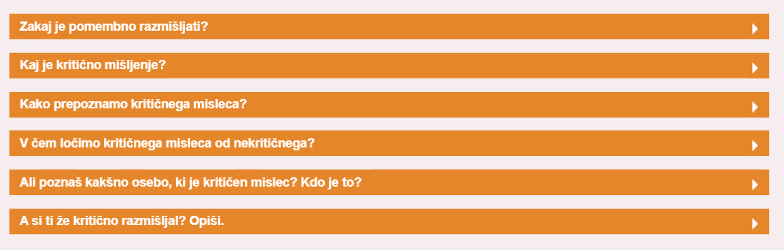 Zakaj je pomembno razmišljati?
Kaj je kritično mišljenje?
Kako prepoznamo kritičnega misleca?
V čem ločimo kritičnega misleca od nekritičnega?
Ali poznaš kakšno osebo, ki je kritičen mislec? Kdo je to?
A si ti že kritično razmišljal? Opiši.